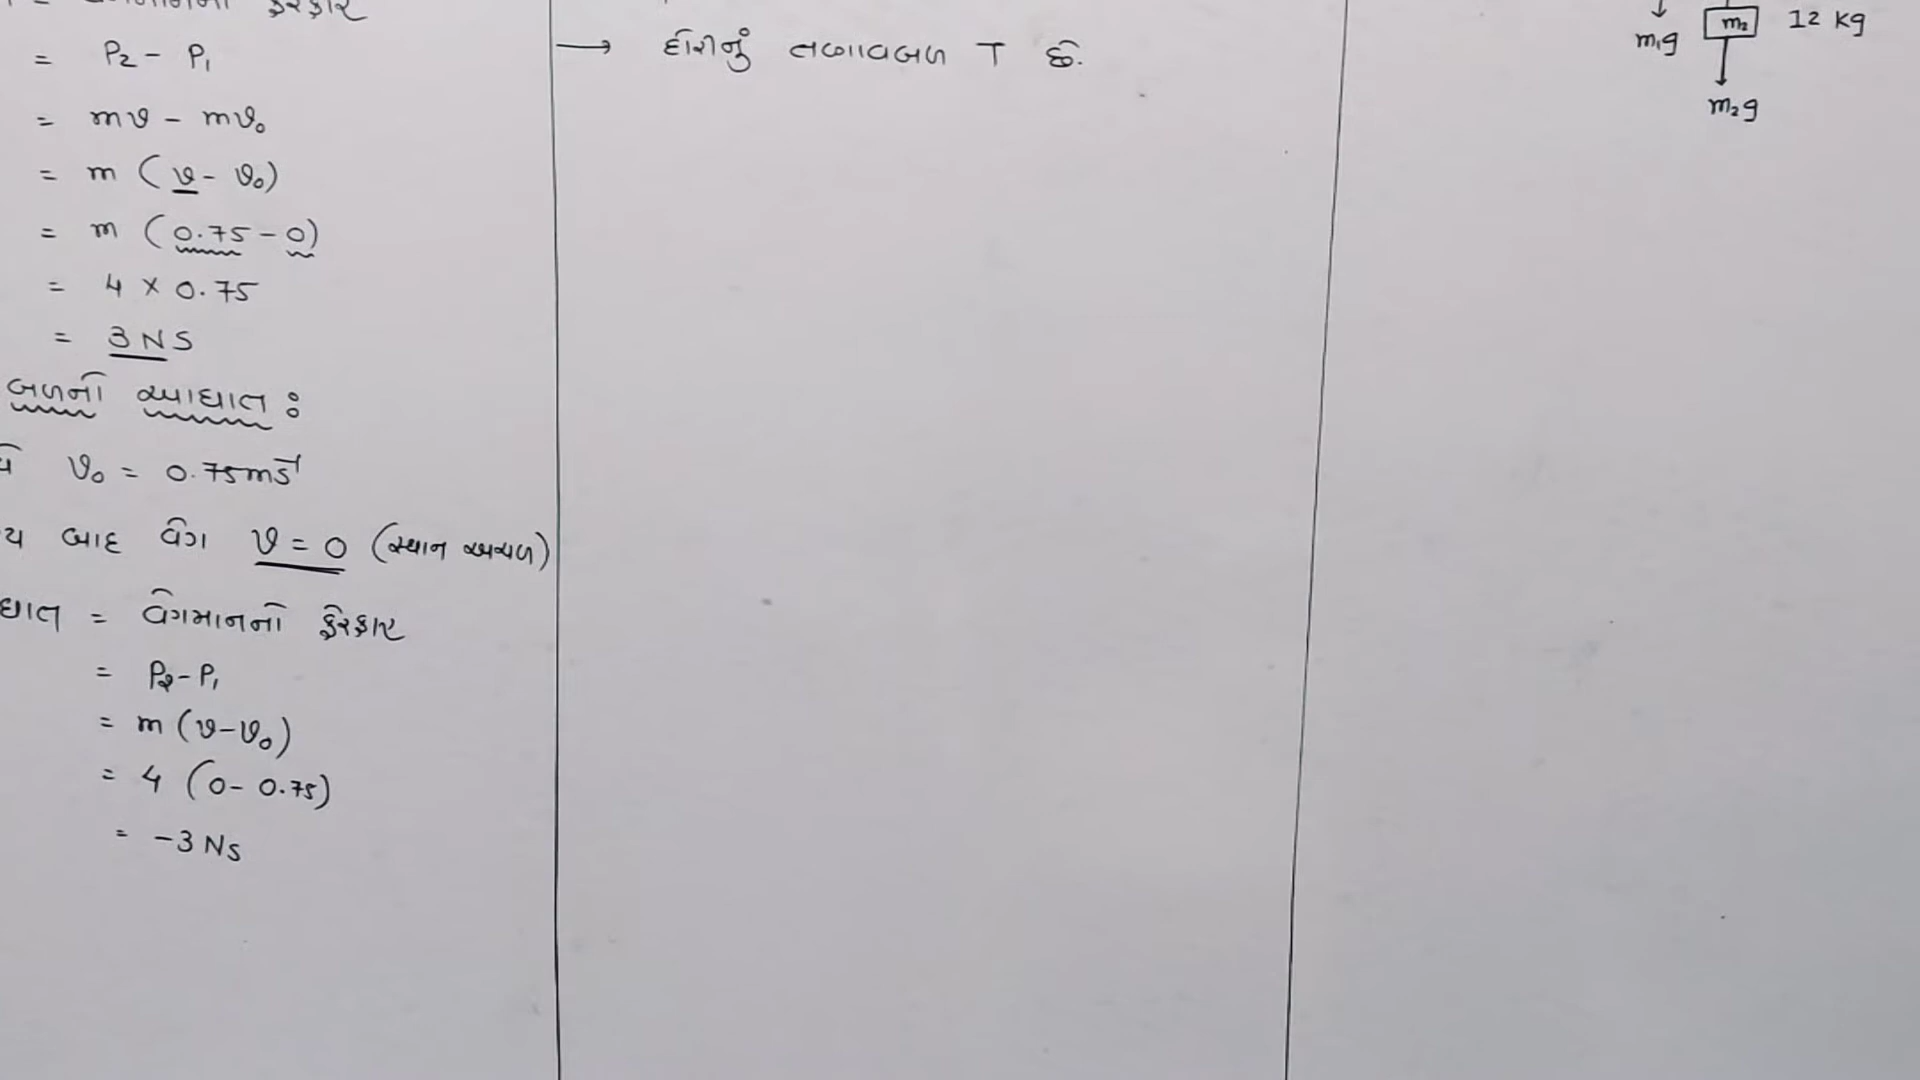 = ફેરફાર
= P₂ - P₁
= mv - mv₀
= m (v - v₀)
= m (0.75 - 0)
= 4 × 0.75
= 3 NS
બળનો આઘાત :
v₀ = 0.75 ms⁻¹
બાદ વેગ v = 0 (સ્થાન અચળ)
ઘાત = વેગમાનનો ફેરફાર
= P₂ - P₁
= m (v - v₀)
= 4 (0 - 0.75)
= -3 Ns
→ દોરીનું તણાવબળ T છે.
m₁g
m₂ 12 kg
m₂g